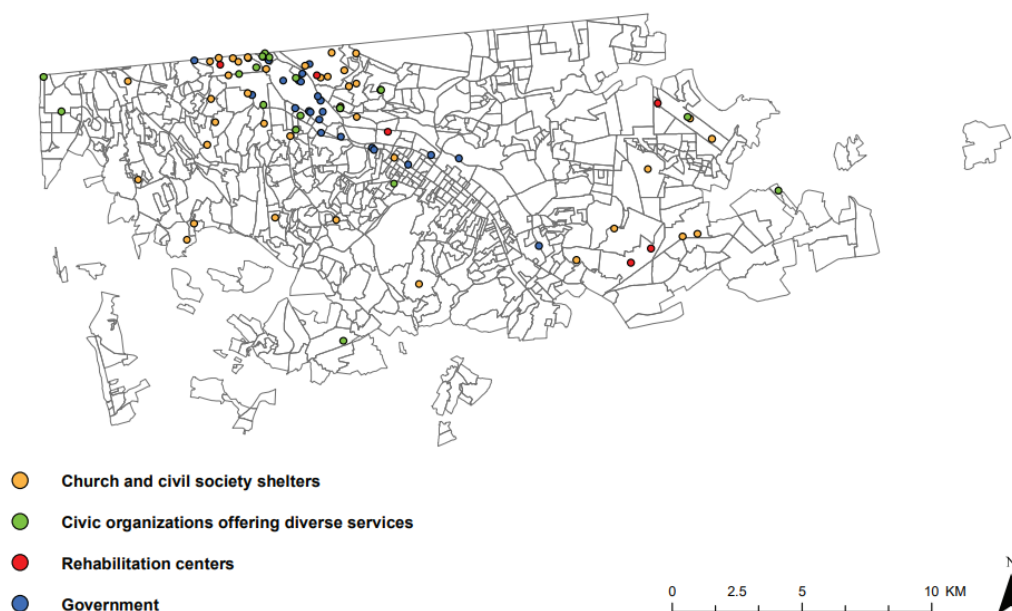 Church and civil society shelters
Civic organizations offering diverse services
Rehabilitation centers
Government
0 2.5 5 10 KM
N